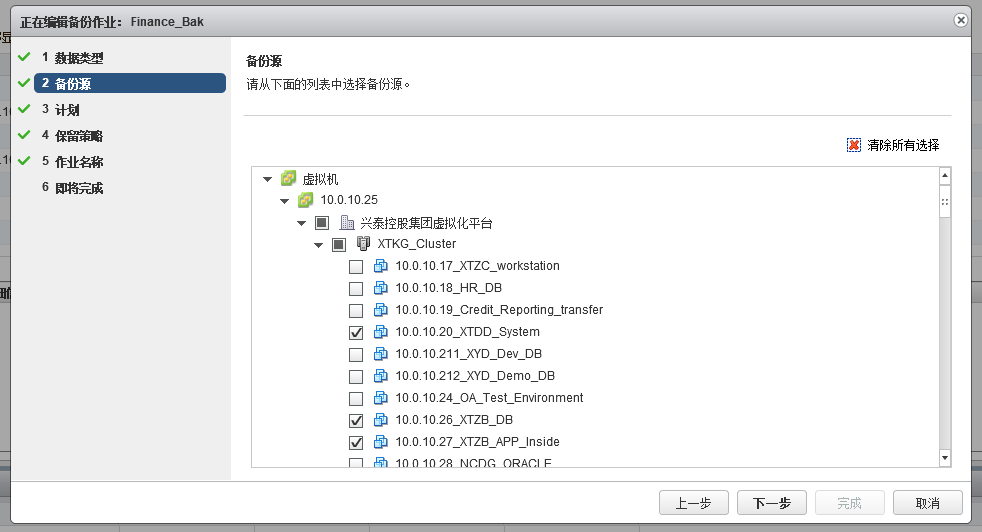 正在编辑备份作业： Finance_Bak
1 数据类型
2 备份源
3 计划
4 保留策略
5 作业名称
6 即将完成
备份源
请从下面的列表中选择备份源。
清除所有选择
虚拟机
10.0.10.25
兴泰控股集团虚拟化平台
XTKG_Cluster
10.0.10.17_XTZC_workstation
10.0.10.18_HR_DB
10.0.10.19_Credit_Reporting_transfer
10.0.10.20_XTDD_System
10.0.10.211_XYD_Dev_DB
10.0.10.212_XYD_Demo_DB
10.0.10.24_OA_Test_Environment
10.0.10.26_XTZB_DB
10.0.10.27_XTZB_APP_Inside
10.0.10.28_NCDG_ORACLE
上一步 下一步 完成 取消